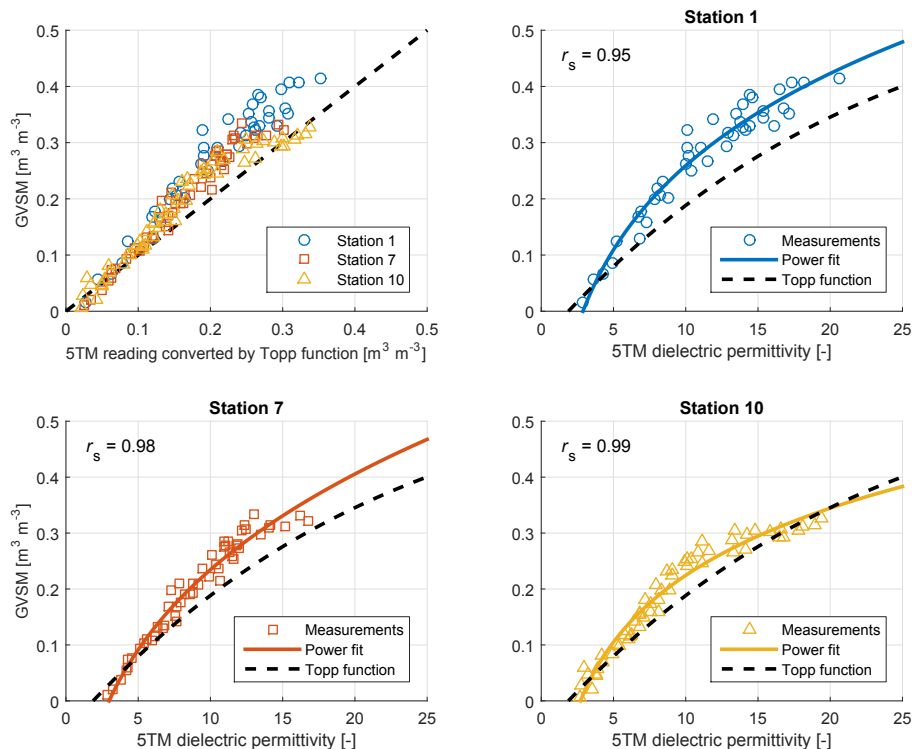 0.5
0.4
0.3
0.2
0.1
0
GVSM [m³ m⁻³]
Station 1
Station 7
Station 10
0 0.1 0.2 0.3 0.4 0.5
5TM reading converted by Topp function [m³ m⁻³]
Station 1
0.5
0.4
0.3
0.2
0.1
0
r_s = 0.95
Measurements
Power fit
Topp function
0 5 10 15 20 25
5TM dielectric permittivity [-]
Station 7
0.5
0.4
0.3
0.2
0.1
0
GVSM [m³ m⁻³]
r_s = 0.98
Measurements
Power fit
Topp function
0 5 10 15 20 25
5TM dielectric permittivity [-]
Station 10
0.5
0.4
0.3
0.2
0.1
0
r_s = 0.99
Measurements
Power fit
Topp function
0 5 10 15 20 25
5TM dielectric permittivity [-]